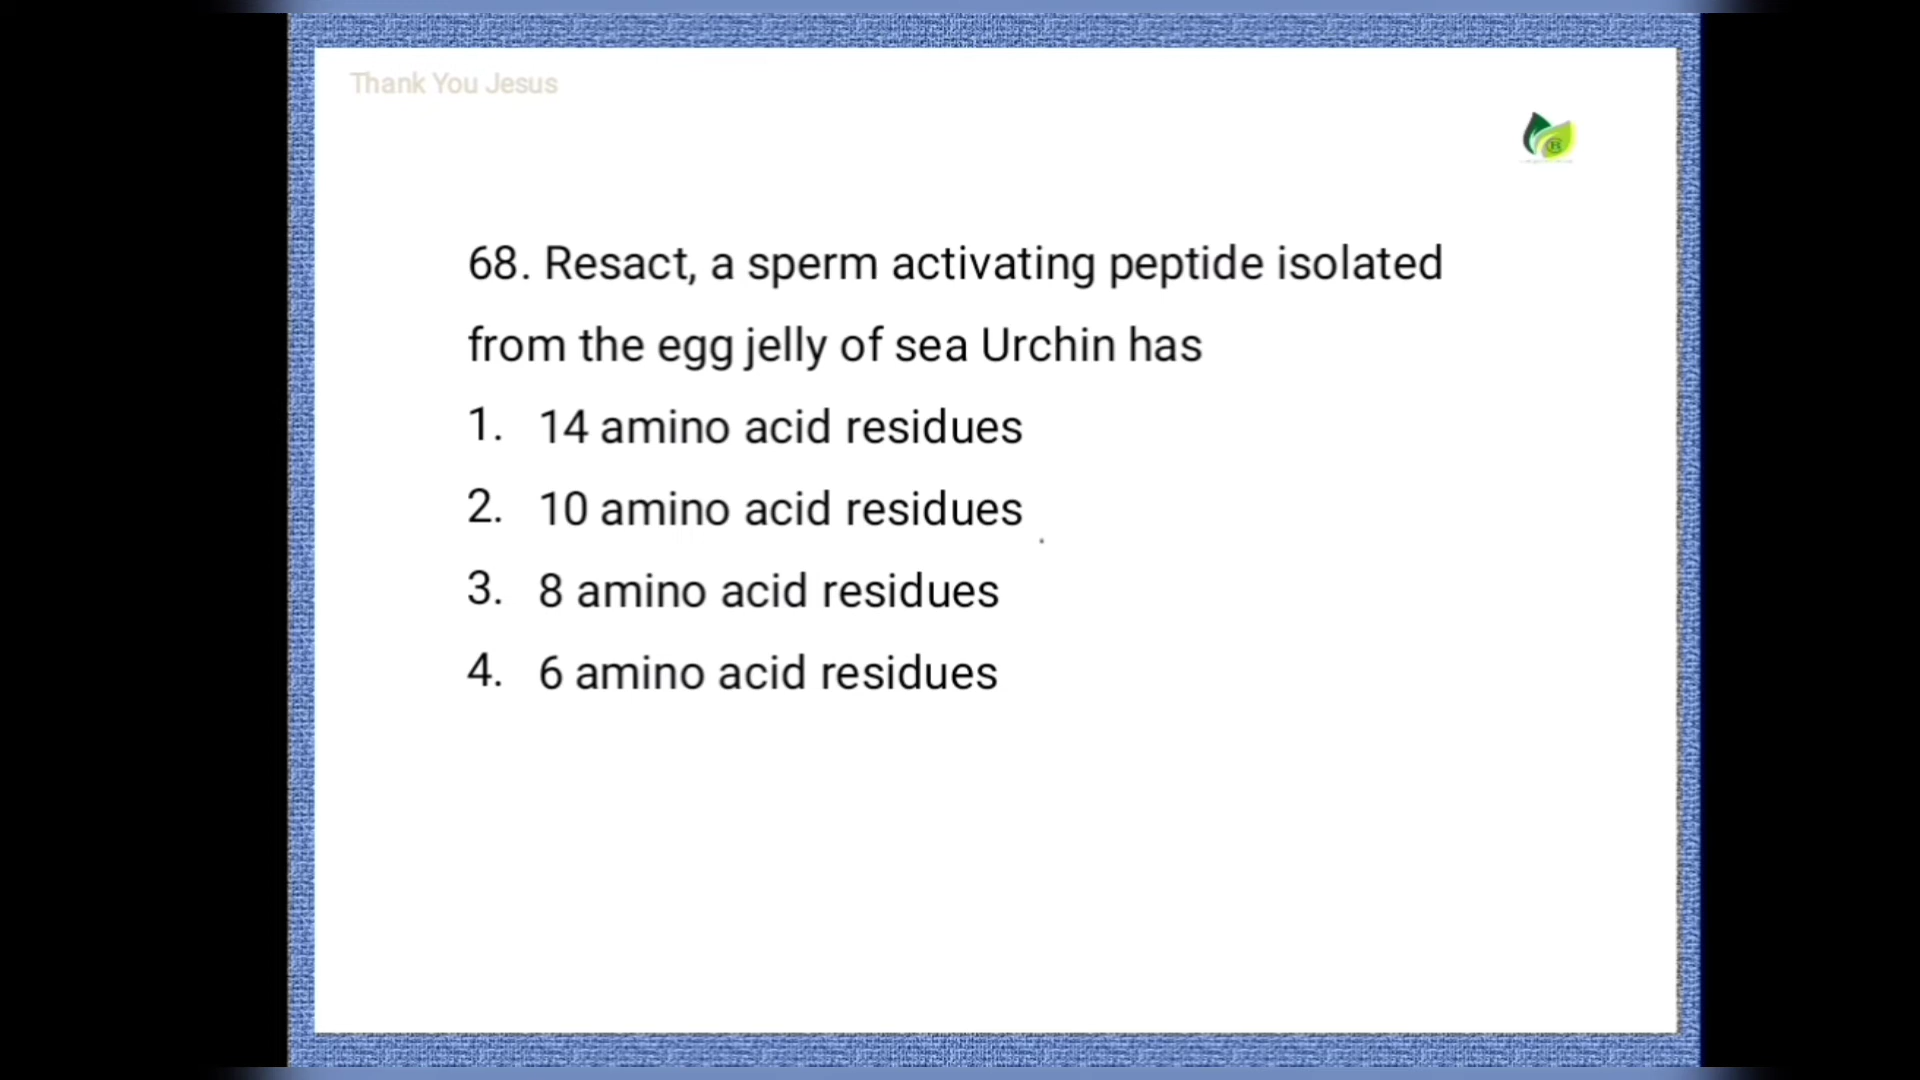 Thank You Jesus
68. Resact, a sperm activating peptide isolated
from the egg jelly of sea Urchin has
1. 14 amino acid residues
2. 10 amino acid residues
3. 8 amino acid residues
4. 6 amino acid residues